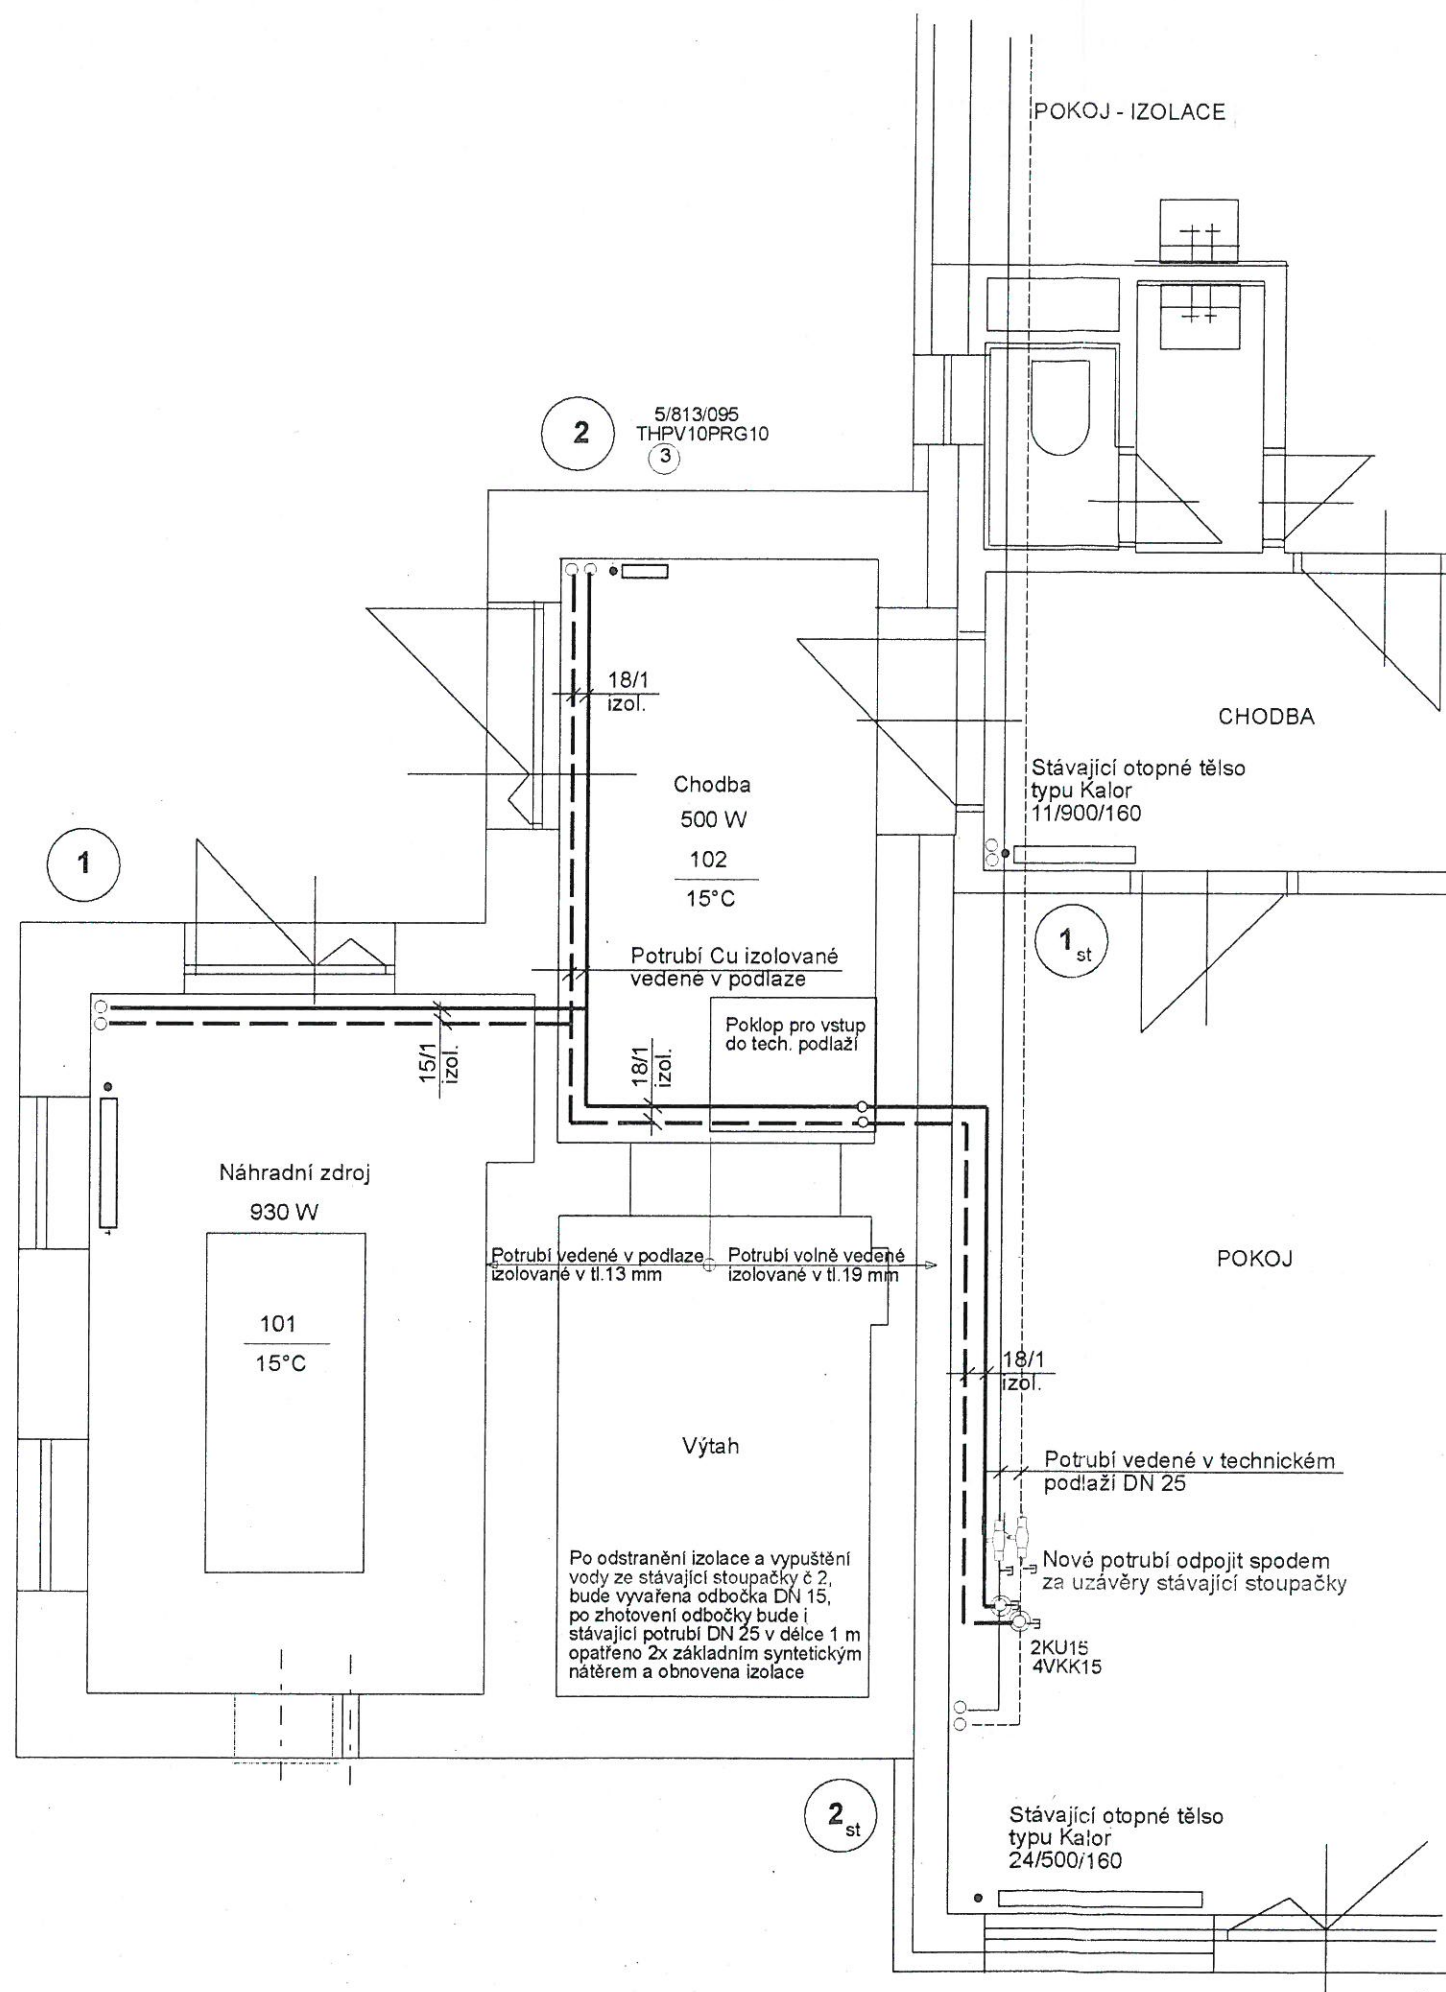 POKOJ - IZOLACE
2
5/813/095
THPV10PRG10
3
18/1
izol.
CHODBA
Chodba
500 W
102
15°C
Stávající otopné tělso
typu Kalor
11/900/160
1
1 st
Potrubí Cu izolované
vedené v podlaze
Poklop pro vstup
do tech. podlaží
15/1
izol.
18/1
izol.
Náhradní zdroj
930 W
101
15°C
Potrubí vedené v podlaze
izolované v tl.13 mm
Potrubí volně vedené
izolované v tl.19 mm
POKOJ
18/1
izol.
Výtah
Potrubí vedené v technickém
podlaží DN 25
Po odstranění izolace a vypuštění
vody ze stávající stoupačky č 2,
bude vyvařena odbočka DN 15,
po zhotovení odbočky bude i
stávající potrubí DN 25 v délce 1 m
opatřeno 2x základním syntetickým
nátěrem a obnovena izolace
Nové potrubí odpojit spodem
za uzávěry stávající stoupačky
2KU15
4VKK15
2 st
Stávající otopné tělso
typu Kalor
24/500/160